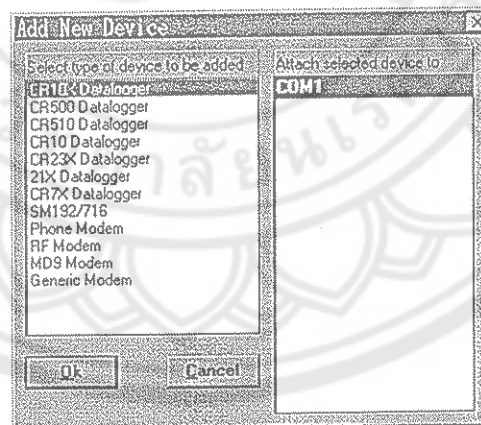 Add New Device
Select type of device to be added
CR10X Datalogger
CR500 Datalogger
CR510 Datalogger
CR10 Datalogger
CR23X Datalogger
21X Datalogger
CR7X Datalogger
SM192/716
Phone Modem
RF Modem
MD9 Modem
Generic Modem
Ok
Cancel
Attach selected device to
COM1